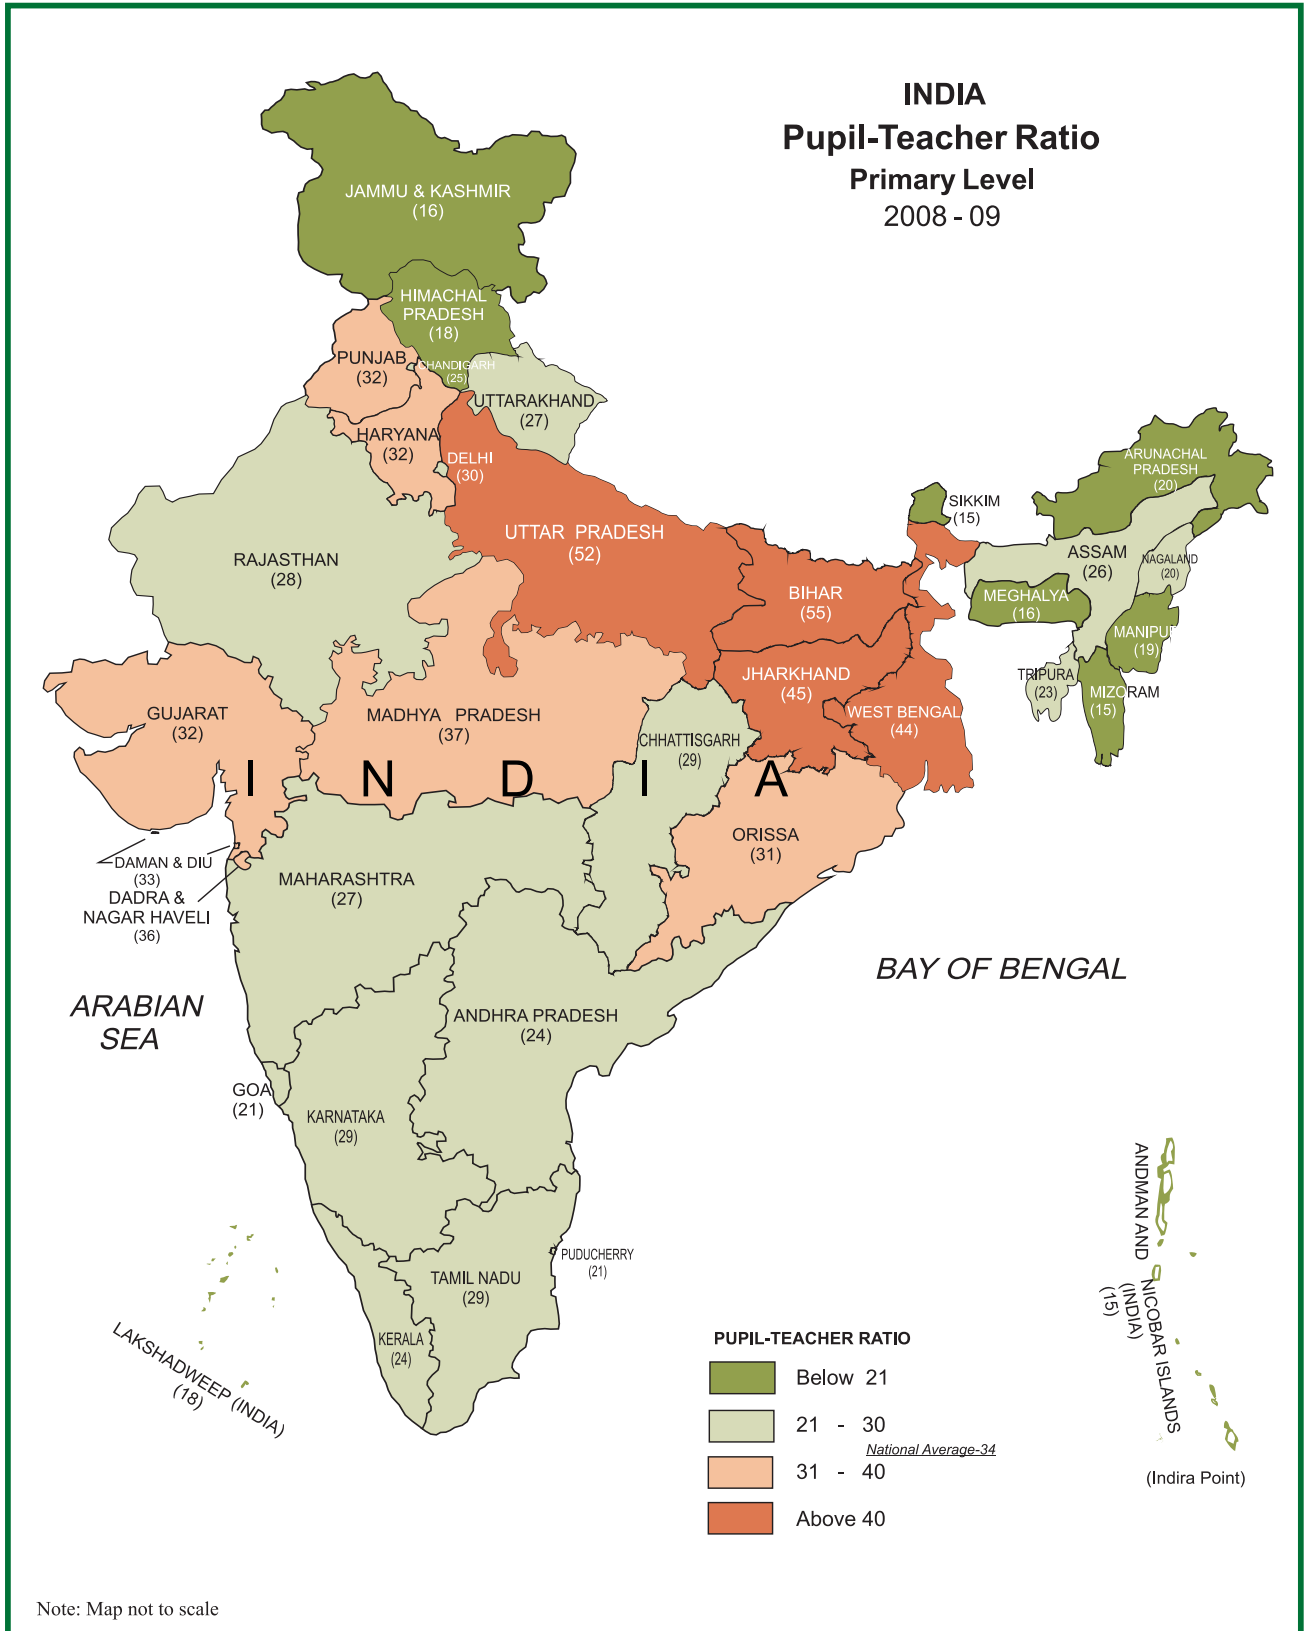 INDIA
Pupil-Teacher Ratio
Primary Level
2008 - 09
JAMMU & KASHMIR
(16)
HIMACHAL
PRADESH
(18)
PUNJAB
(32)
CHANDIGARH
(25)
UTTARAKHAND
(27)
HARYANA
(32)
DELHI
(30)
UTTAR PRADESH
(52)
RAJASTHAN
(28)
BIHAR
(55)
SIKKIM
(15)
ARUNACHAL
PRADESH
(20)
ASSAM
(26)
NAGALAND
(20)
MEGHALYA
(16)
MANIPUR
(19)
TRIPURA
(23)
MIZORAM
(15)
JHARKHAND
(45)
WEST BENGAL
(44)
GUJARAT
(32)
MADHYA PRADESH
(37)
CHHATTISGARH
(29)
I N D I A
ORISSA
(31)
DAMAN & DIU
(33)
DADRA &
NAGAR HAVELI
(36)
MAHARASHTRA
(27)
BAY OF BENGAL
ARABIAN
SEA
ANDHRA PRADESH
(24)
GOA
(21)
KARNATAKA
(29)
PUDUCHERRY
(21)
TAMIL NADU
(29)
KERALA
(24)
LAKSHADWEEP (INDIA)
(18)
ANDMAN AND
NICOBAR ISLANDS
(INDIA)
(15)
(Indira Point)
PUPIL-TEACHER RATIO
Below 21
21 - 30
National Average-34
31 - 40
Above 40
Note: Map not to scale